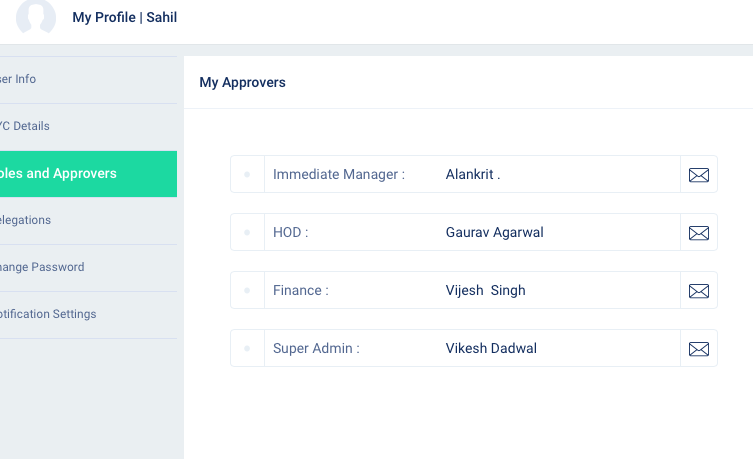 My Profile | Sahil
ser Info
YC Details
oles and Approvers
elegations
hange Password
otification Settings
My Approvers
Immediate Manager : Alankrit .
HOD : Gaurav Agarwal
Finance : Vijesh  Singh
Super Admin : Vikesh Dadwal